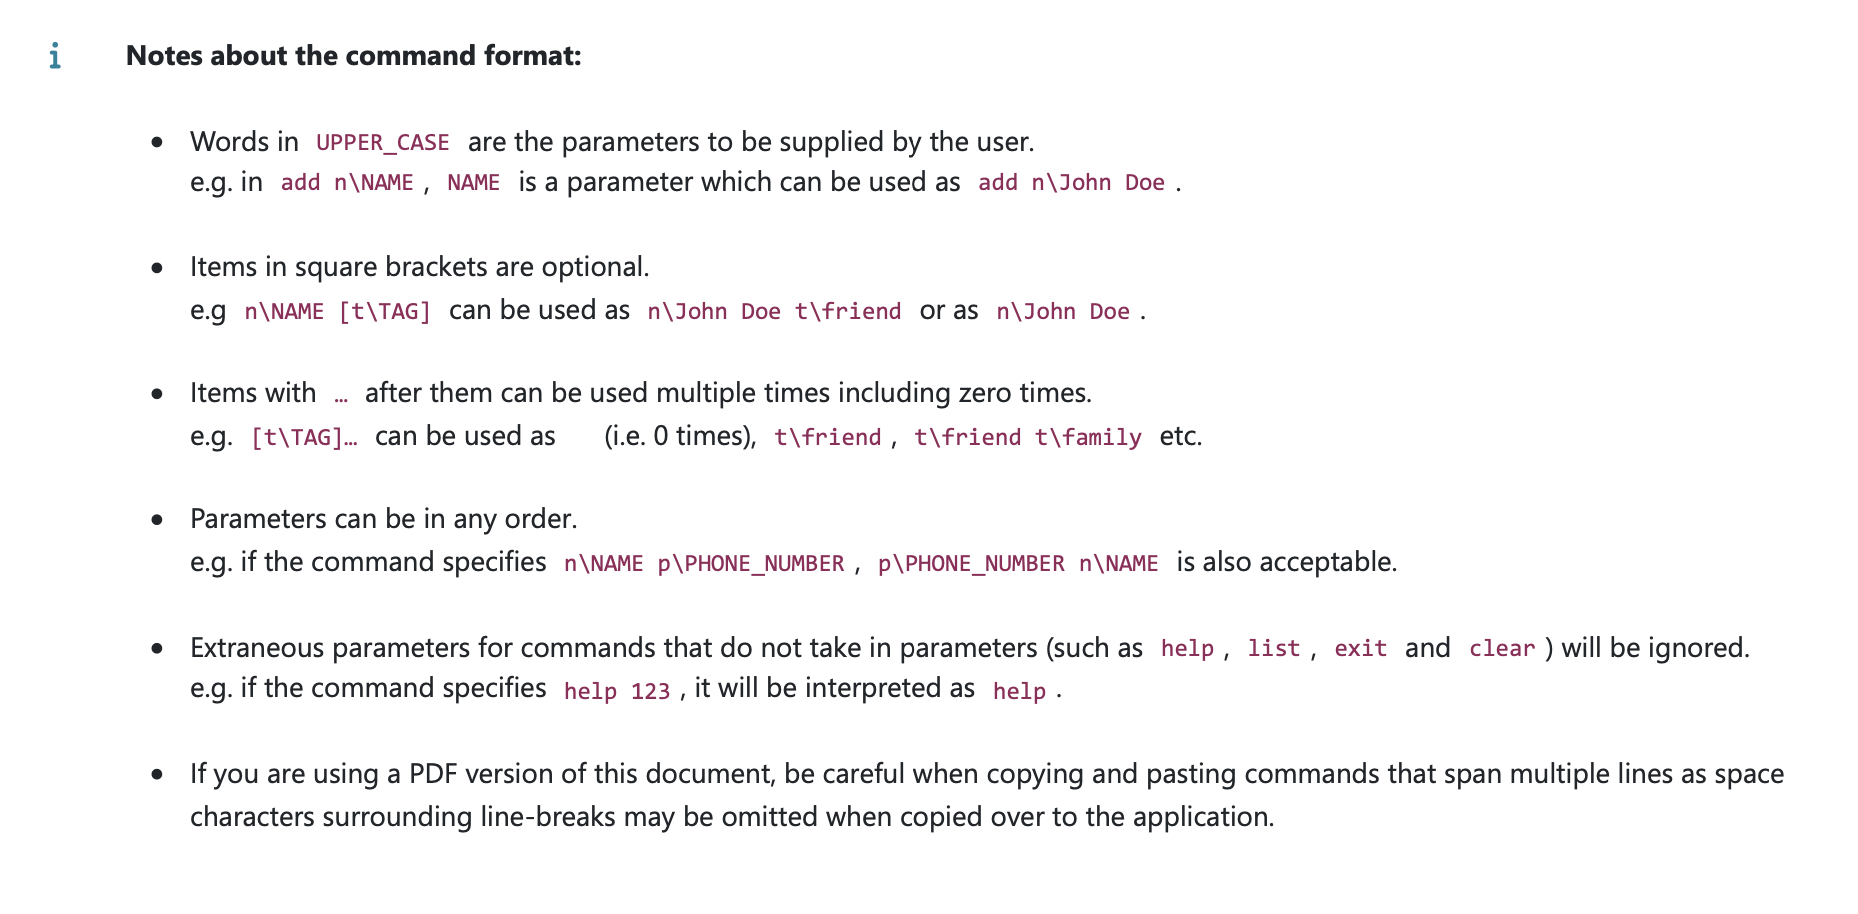 i Notes about the command format:
• Words in UPPER_CASE are the parameters to be supplied by the user.
e.g. in add n\NAME , NAME is a parameter which can be used as add n\John Doe .
• Items in square brackets are optional.
e.g n\NAME [t\TAG] can be used as n\John Doe t\friend or as n\John Doe .
• Items with … after them can be used multiple times including zero times.
e.g. [t\TAG]… can be used as (i.e. 0 times), t\friend , t\friend t\family etc.
• Parameters can be in any order.
e.g. if the command specifies n\NAME p\PHONE_NUMBER , p\PHONE_NUMBER n\NAME is also acceptable.
• Extraneous parameters for commands that do not take in parameters (such as help , list , exit and clear ) will be ignored.
e.g. if the command specifies help 123 , it will be interpreted as help .
• If you are using a PDF version of this document, be careful when copying and pasting commands that span multiple lines as space
characters surrounding line-breaks may be omitted when copied over to the application.